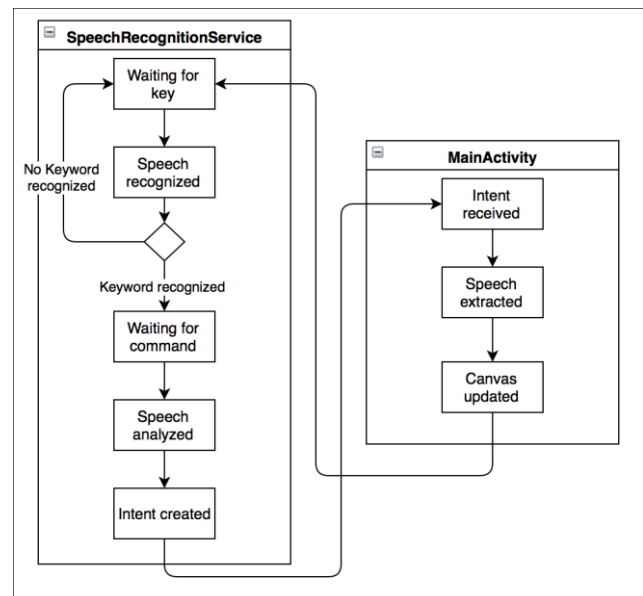 SpeechRecognitionService
Waiting for
key
Speech
recognized
No Keyword
recognized
Keyword recognized
Waiting for
command
Speech
analyzed
Intent created
MainActivity
Intent
received
Speech
extracted
Canvas
updated